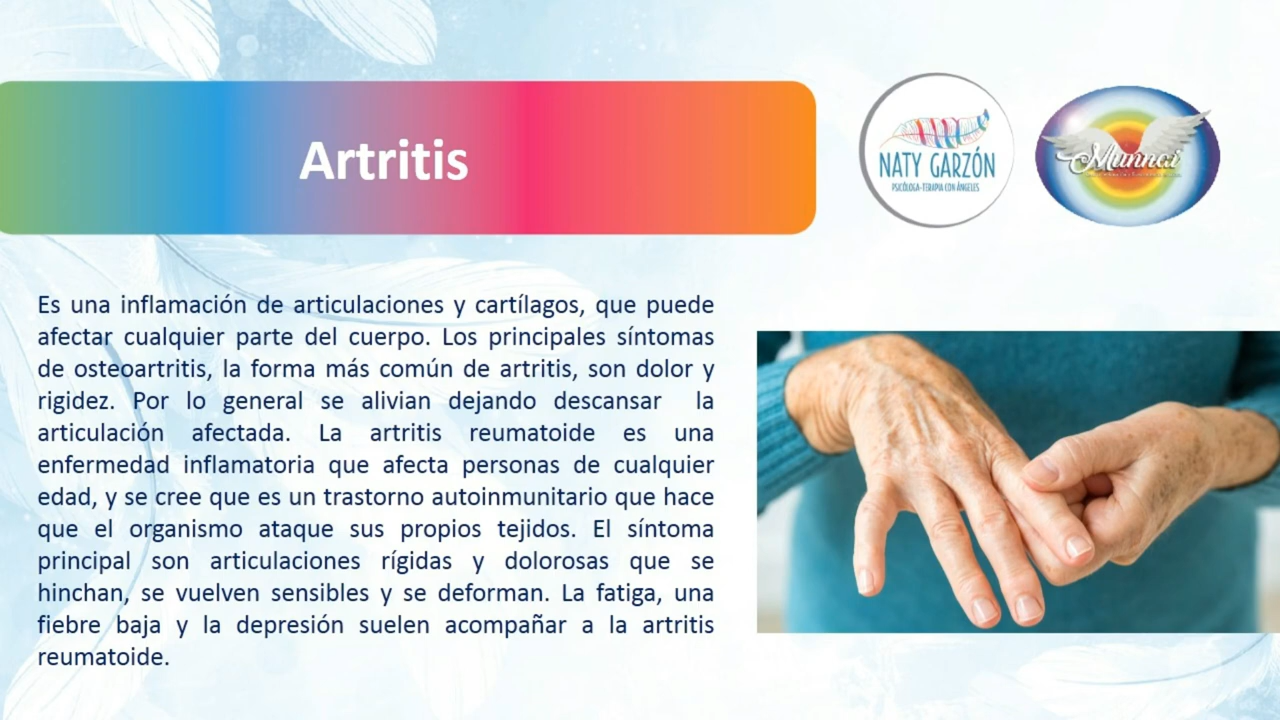 Artritis
NATY GARZÓN
PSICÓLOGA-TERAPIA CON ÁNGELES
Munnai
Es una inflamación de articulaciones y cartílagos, que puede
afectar cualquier parte del cuerpo. Los principales síntomas
de osteoartritis, la forma más común de artritis, son dolor y
rigidez. Por lo general se alivian dejando descansar la
articulación afectada. La artritis reumatoide es una
enfermedad inflamatoria que afecta personas de cualquier
edad, y se cree que es un trastorno autoinmunitario que hace
que el organismo ataque sus propios tejidos. El síntoma
principal son articulaciones rígidas y dolorosas que se
hinchan, se vuelven sensibles y se deforman. La fatiga, una
fiebre baja y la depresión suelen acompañar a la artritis
reumatoide.